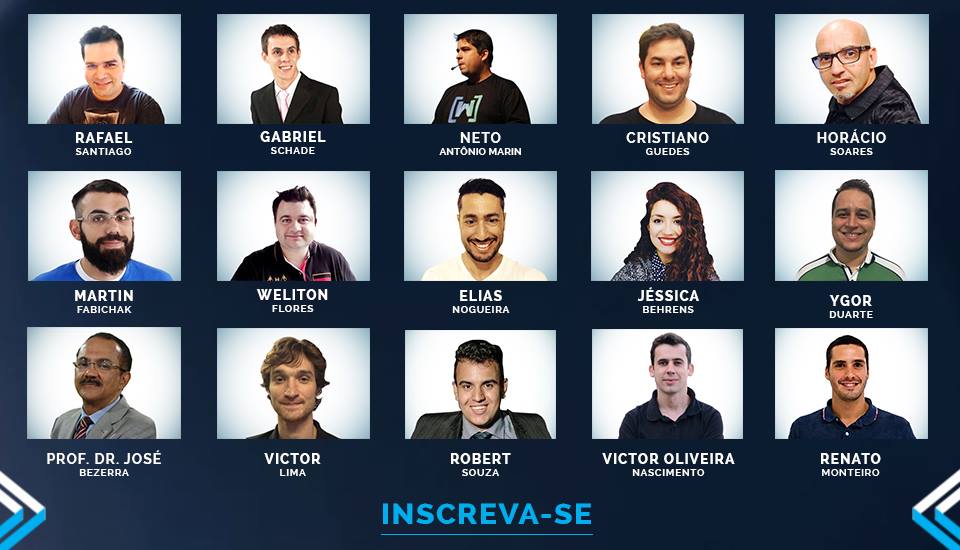 RAFAEL
SANTIAGO
GABRIEL
SCHADE
NETO
ANTÔNIO MARIN
CRISTIANO
GUEDES
HORÁCIO
SOARES
MARTIN
FABICHAK
WELITON
FLORES
ELIAS
NOGUEIRA
JÉSSICA
BEHRENS
YGOR
DUARTE
PROF. DR. JOSÉ
BEZERRA
VICTOR
LIMA
ROBERT
SOUZA
VICTOR OLIVEIRA
NASCIMENTO
RENATO
MONTEIRO
INSCREVA-SE